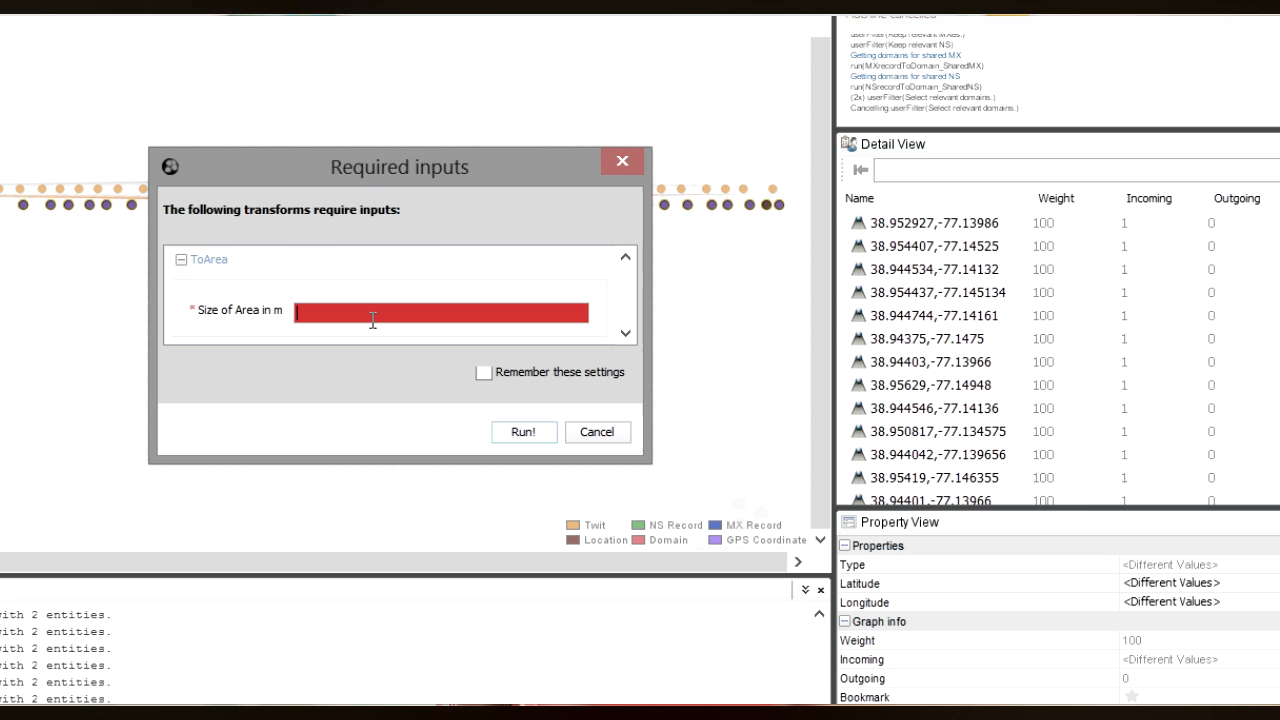 Machine cancelled
userFilter(Keep relevant MXes.)
userFilter(Keep relevant NS)
Getting domains for shared MX
run(MXrecordToDomain_SharedMX)
Getting domains for shared NS
run(NSrecordToDomain_SharedNS)
(2x) userFilter(Select relevant domains.)
Cancelling userFilter(Select relevant domains.)
Required inputs
The following transforms require inputs:
ToArea
* Size of Area in m
Remember these settings
Run! Cancel
Detail View
Name Weight Incoming Outgoing
38.952927,-77.13986 100 1 0
38.954407,-77.14525 100 1 0
38.944534,-77.14132 100 1 0
38.954437,-77.145134 100 1 0
38.944744,-77.14161 100 1 0
38.94375,-77.1475 100 1 0
38.94403,-77.13966 100 1 0
38.95629,-77.14948 100 1 0
38.944546,-77.14136 100 1 0
38.950817,-77.134575 100 1 0
38.944042,-77.139656 100 1 0
38.95419,-77.146355 100 1 0
38.94401,-77.13966 100 1 0
Twit NS Record MX Record
Location Domain GPS Coordinate
Property View
Properties
Type <Different Values>
Latitude <Different Values>
Longitude <Different Values>
Graph info
Weight 100
Incoming <Different Values>
Outgoing 0
Bookmark
with 2 entities.
with 2 entities.
with 2 entities.
with 2 entities.
with 2 entities.
with 2 entities.